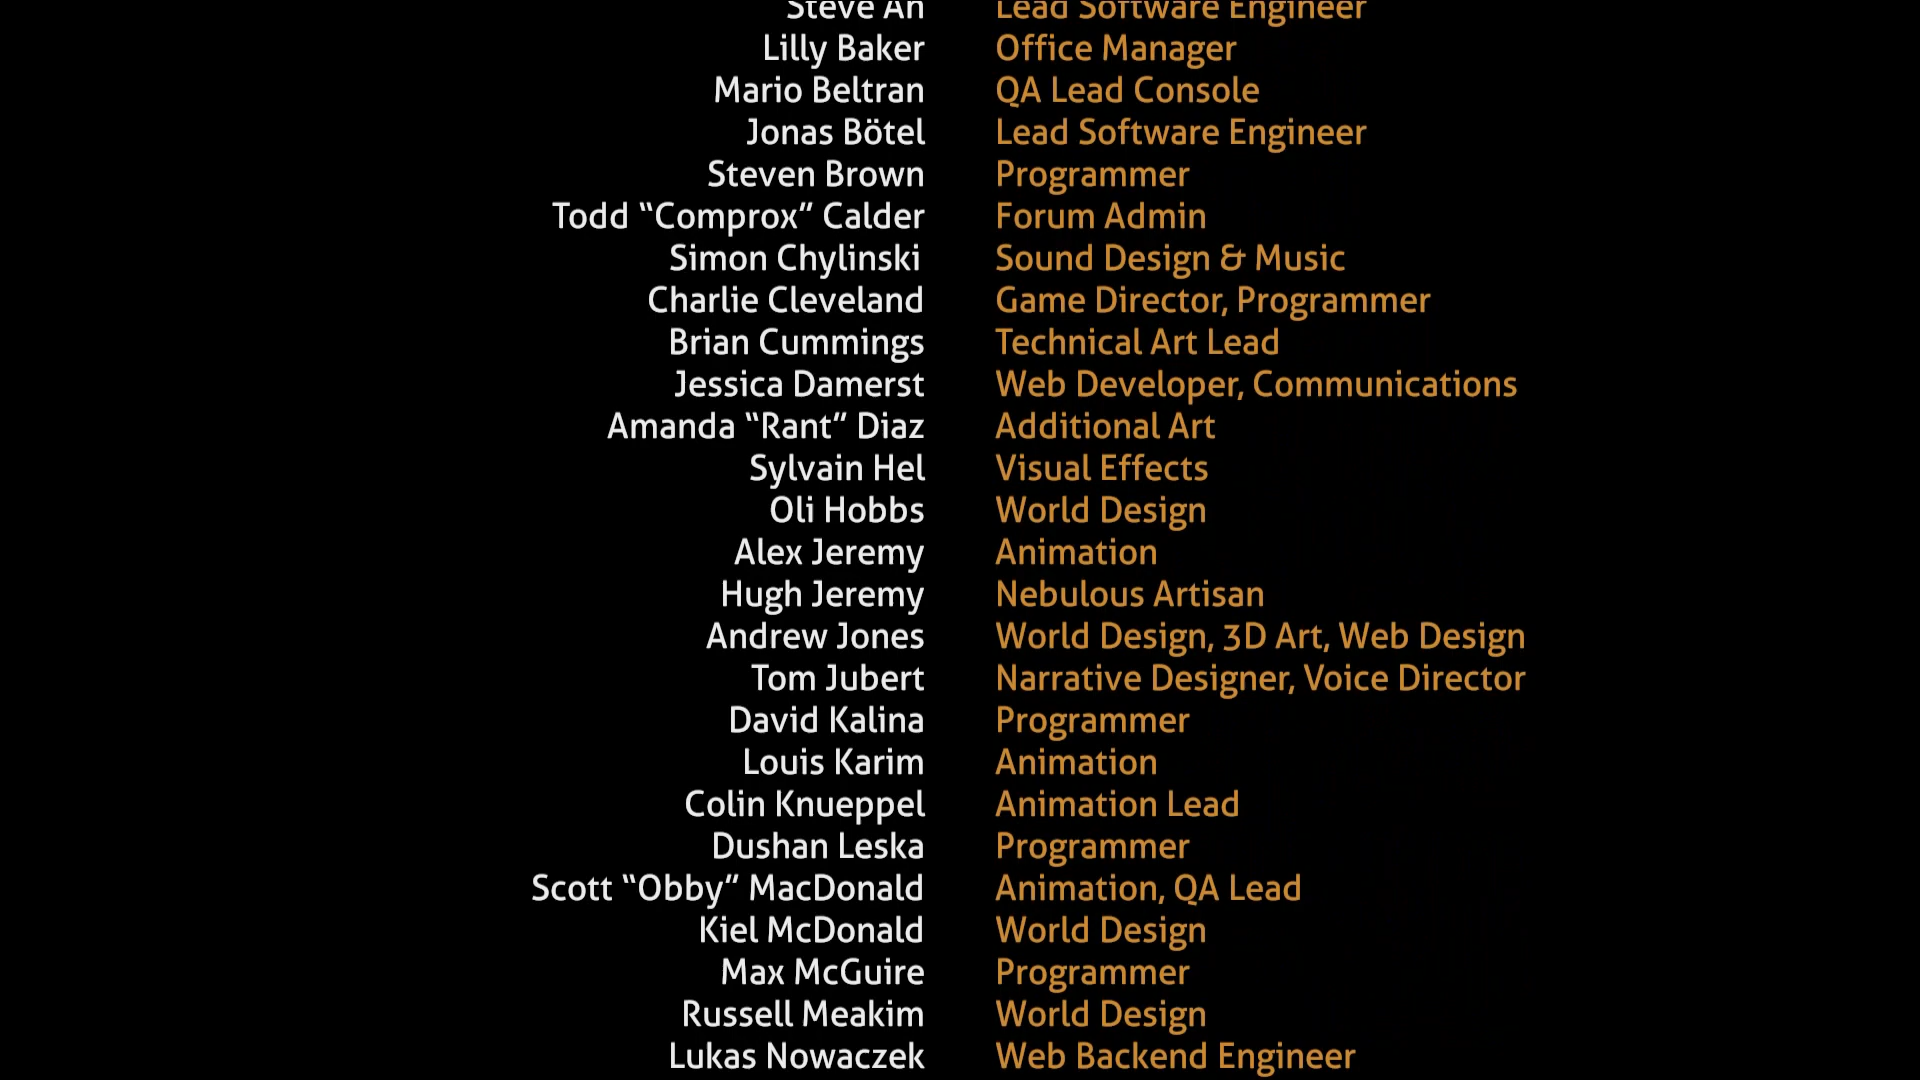 Steve An Lead Software Engineer
Lilly Baker Office Manager
Mario Beltran QA Lead Console
Jonas Bötel Lead Software Engineer
Steven Brown Programmer
Todd “Comprox” Calder Forum Admin
Simon Chylinski Sound Design & Music
Charlie Cleveland Game Director, Programmer
Brian Cummings Technical Art Lead
Jessica Damerst Web Developer, Communications
Amanda “Rant” Diaz Additional Art
Sylvain Hel Visual Effects
Oli Hobbs World Design
Alex Jeremy Animation
Hugh Jeremy Nebulous Artisan
Andrew Jones World Design, 3D Art, Web Design
Tom Jubert Narrative Designer, Voice Director
David Kalina Programmer
Louis Karim Animation
Colin Knueppel Animation Lead
Dushan Leska Programmer
Scott “Obby” MacDonald Animation, QA Lead
Kiel McDonald World Design
Max McGuire Programmer
Russell Meakim World Design
Lukas Nowaczek Web Backend Engineer